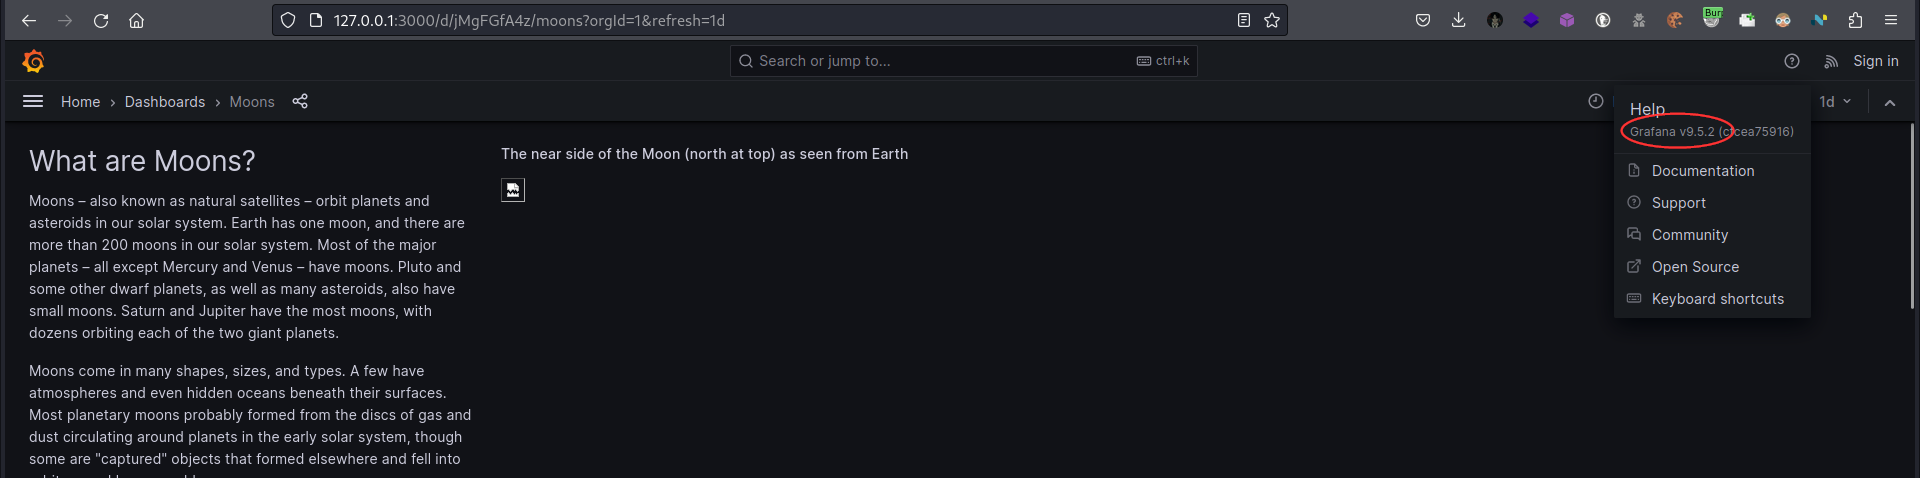 127.0.0.1:3000/d/jMgFGfA4z/moons?orgId=1&refresh=1d
Burr
Search or jump to...
ctrl+k
Sign in
Home › Dashboards › Moons
1d
Help
Grafana v9.5.2 (cfcea75916)
Documentation
Support
Community
Open Source
Keyboard shortcuts
What are Moons?
Moons – also known as natural satellites – orbit planets and
asteroids in our solar system. Earth has one moon, and there are
more than 200 moons in our solar system. Most of the major
planets – all except Mercury and Venus – have moons. Pluto and
some other dwarf planets, as well as many asteroids, also have
small moons. Saturn and Jupiter have the most moons, with
dozens orbiting each of the two giant planets.
Moons come in many shapes, sizes, and types. A few have
atmospheres and even hidden oceans beneath their surfaces.
Most planetary moons probably formed from the discs of gas and
dust circulating around planets in the early solar system, though
some are "captured" objects that formed elsewhere and fell into
The near side of the Moon (north at top) as seen from Earth